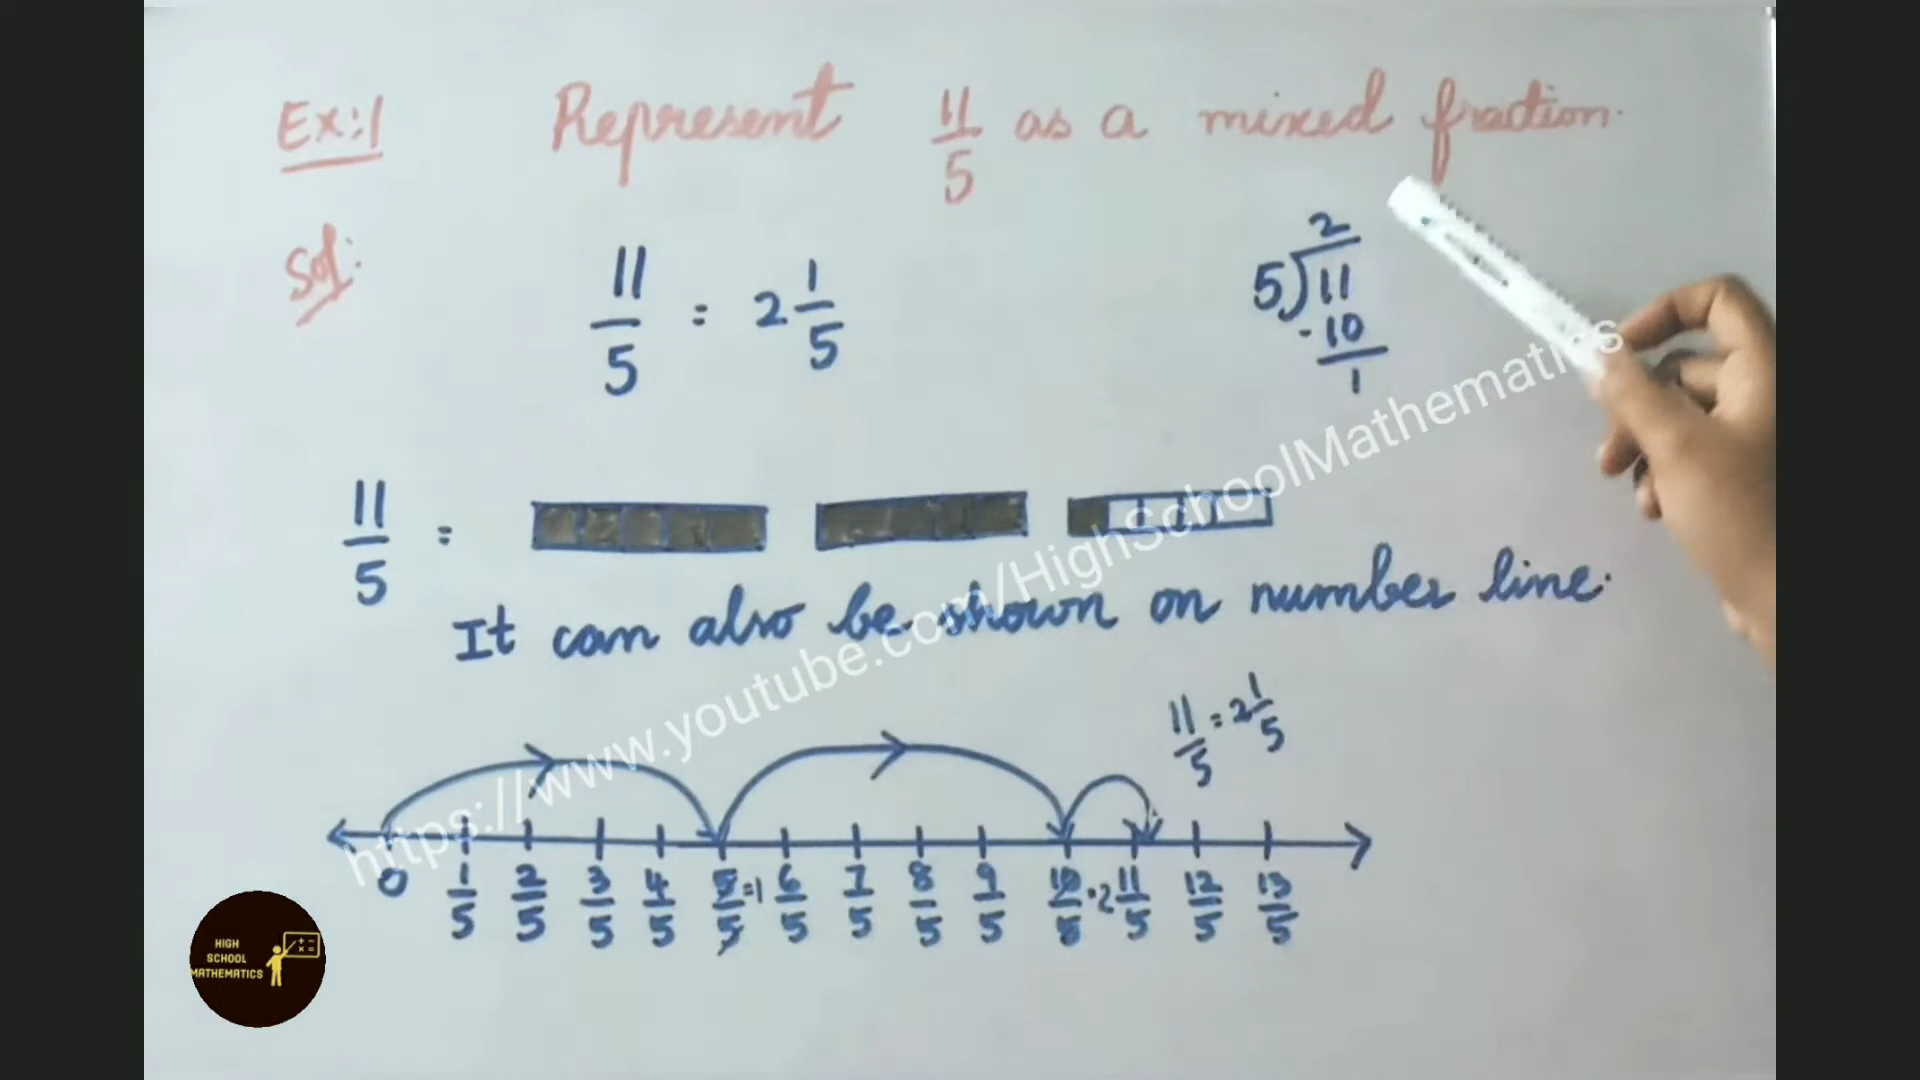 Ex:1 Represent 11/5 as a mixed fraction.
Sol:
11/5 = 2 1/5
2
5)11
-10
1
11/5 =
It can also be shown on number line.
11/5 = 2 1/5
0 1/5 2/5 3/5 4/5 5/5=1 6/5 7/5 8/5 9/5 10/5=2 11/5 12/5 13/5
https://www.youtube.com/HighSchoolMathematics
HIGH
SCHOOL
MATHEMATICS
+ −
× =